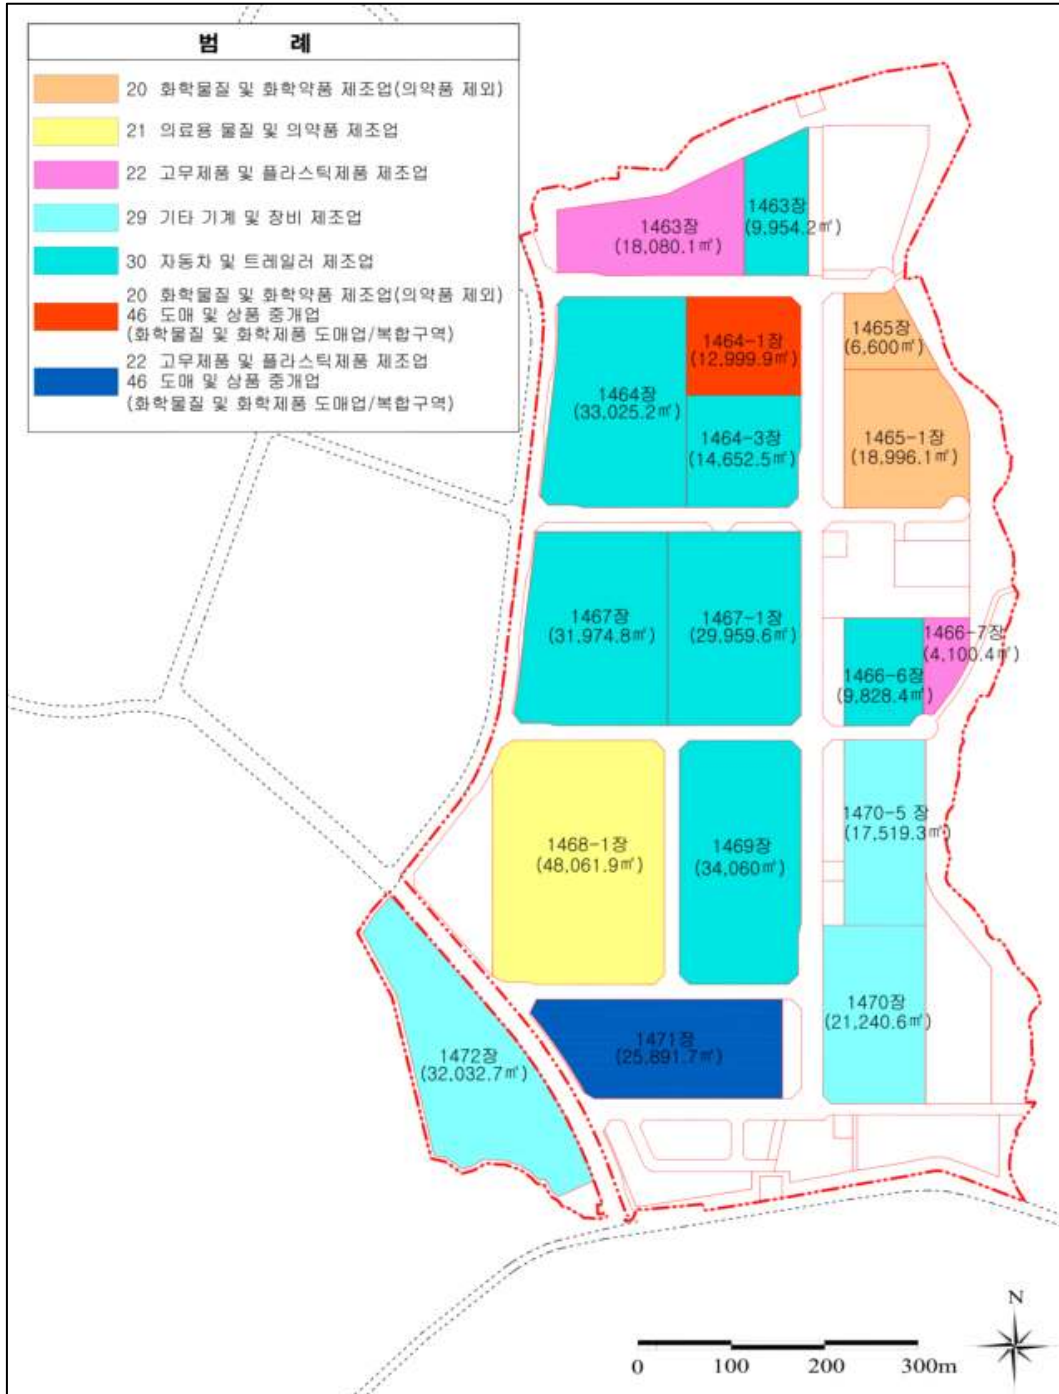 범 례
20 화학물질 및 화학약품 제조업(의약품 제외)
21 의료용 물질 및 의약품 제조업
22 고무제품 및 플라스틱제품 제조업
29 기타 기계 및 장비 제조업
30 자동차 및 트레일러 제조업
20 화학물질 및 화학약품 제조업(의약품 제외)
46 도매 및 상품 중개업
(화학물질 및 화학제품 도매업/복합구역)
22 고무제품 및 플라스틱제품 제조업
46 도매 및 상품 중개업
(화학물질 및 화학제품 도매업/복합구역)
1463장
(18,080.1㎡)
1463장
(9,954.2㎡)
1464장
(33,025.2㎡)
1464-1장
(12,999.9㎡)
1464-3장
(14,652.5㎡)
1465장
(6,600㎡)
1465-1장
(18,996.1㎡)
1467장
(31,974.8㎡)
1467-1장
(29,959.6㎡)
1466-7장
(4,100.4㎡)
1466-6장
(9,828.4㎡)
1468-1장
(48,061.9㎡)
1469장
(34,060㎡)
1470-5 장
(17,519.3㎡)
1470장
(21,240.6㎡)
1471장
(25,891.7㎡)
1472장
(32,032.7㎡)
N
0 100 200 300m